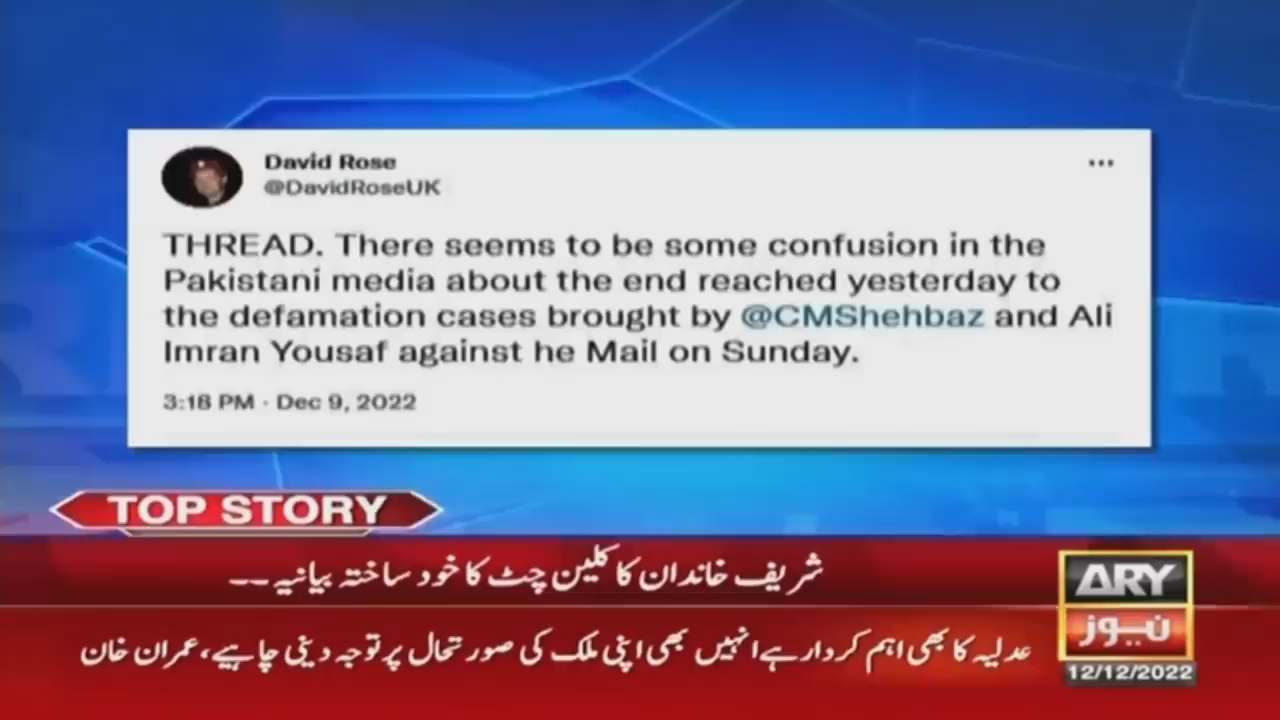 David Rose
@DavidRoseUK
THREAD. There seems to be some confusion in the
Pakistani media about the end reached yesterday to
the defamation cases brought by @CMShehbaz and Ali
Imran Yousaf against he Mail on Sunday.
3:18 PM · Dec 9, 2022
TOP STORY
شریف خاندان کا کلین چٹ کا خود ساختہ بیانیہ --
عدلیہ کا بھی اہم کردار ہے انہیں بھی اپنی ملک کی صورتحال پر توجہ دینی چاہیے، عمران خان
ARY
نیوز
12/12/2022